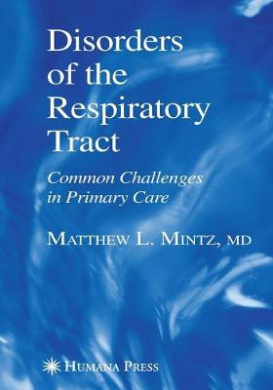 Disorders
of the
Respiratory
Tract
Common Challenges
in Primary Care
MATTHEW L. MINTZ, MD
HUMANA PRESS